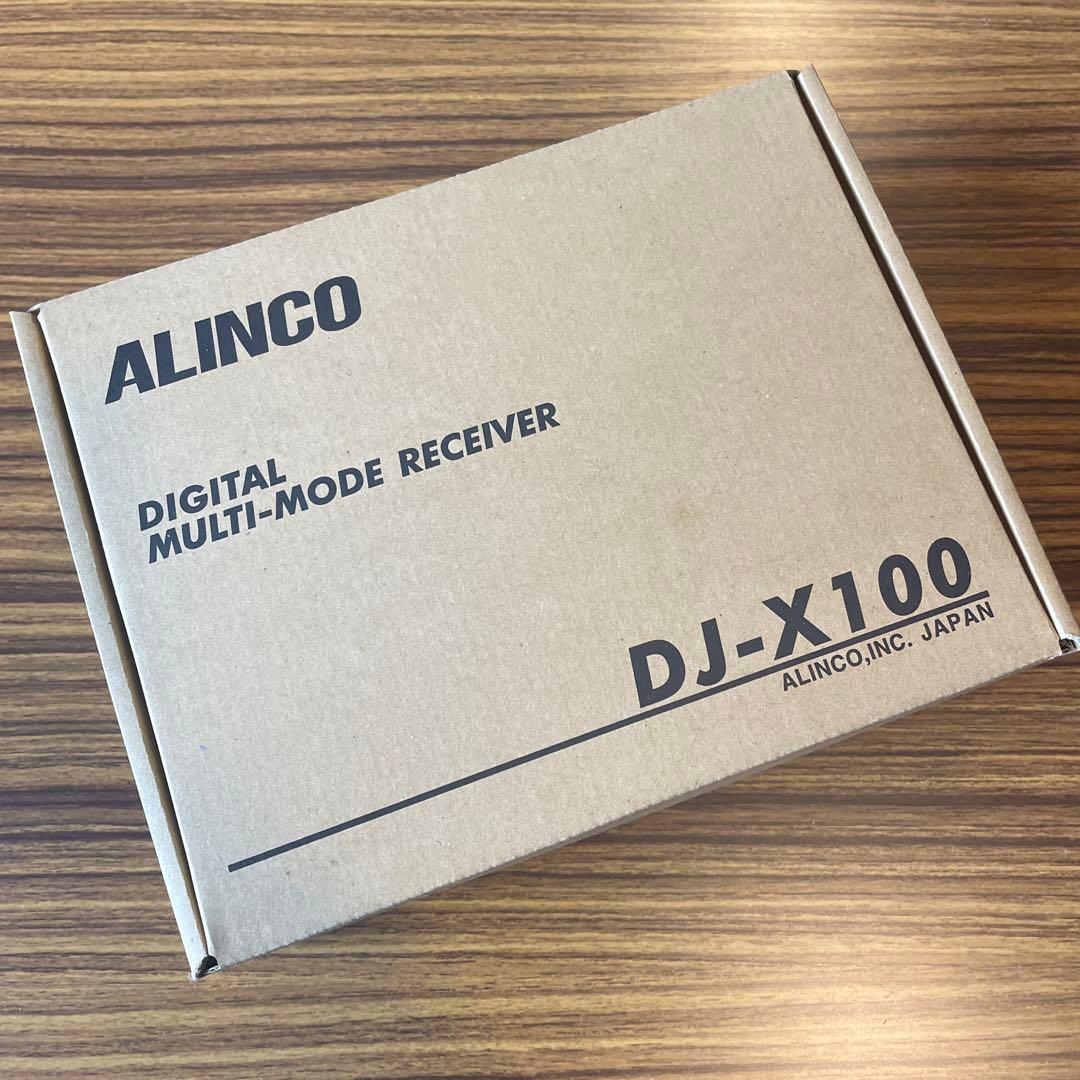 ALINCO
DIGITAL
MULTI-MODE RECEIVER
DJ-X100
ALINCO,INC. JAPAN